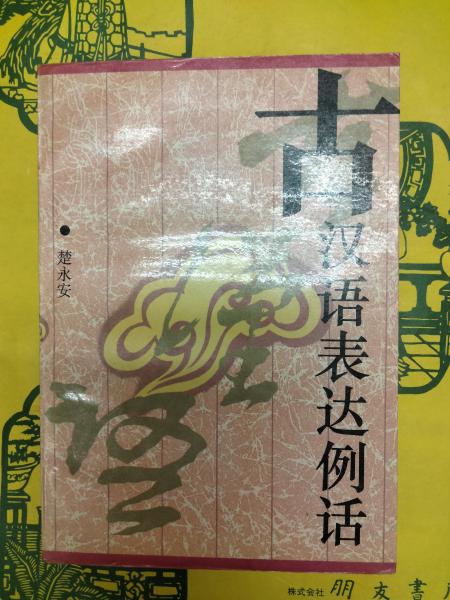 古汉语表达例话
楚永安
株式会社 朋友書